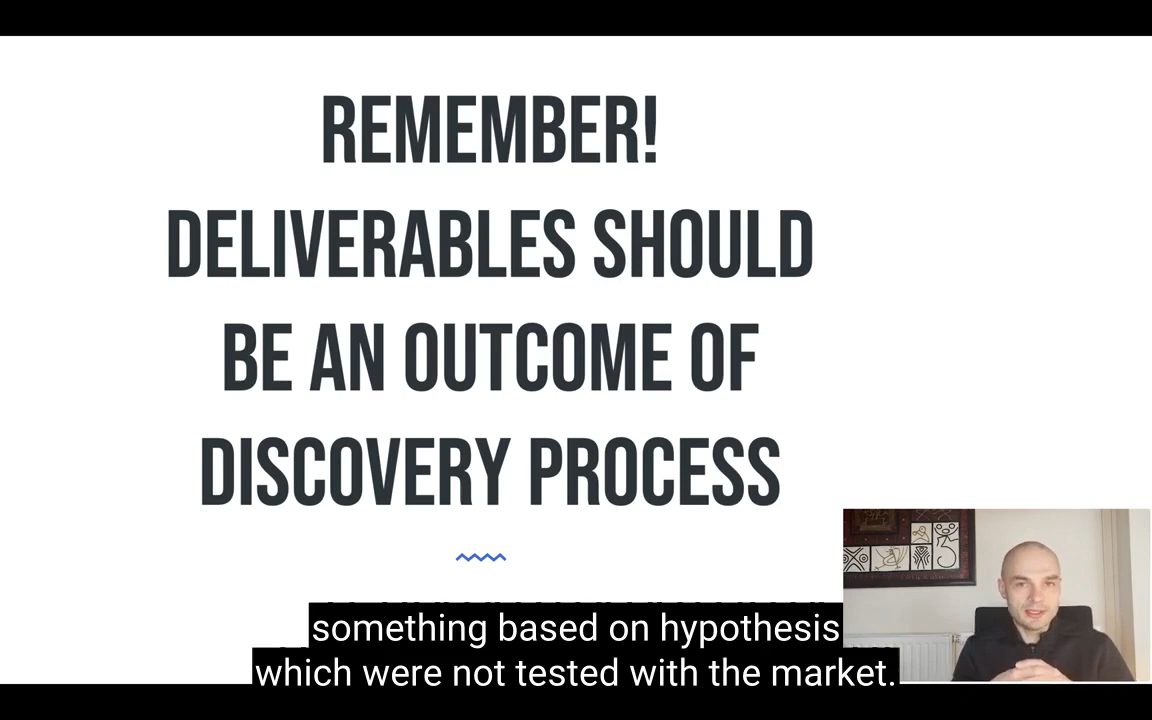 REMEMBER!
DELIVERABLES SHOULD
BE AN OUTCOME OF
DISCOVERY PROCESS
something based on hypothesis
which were not tested with the market.